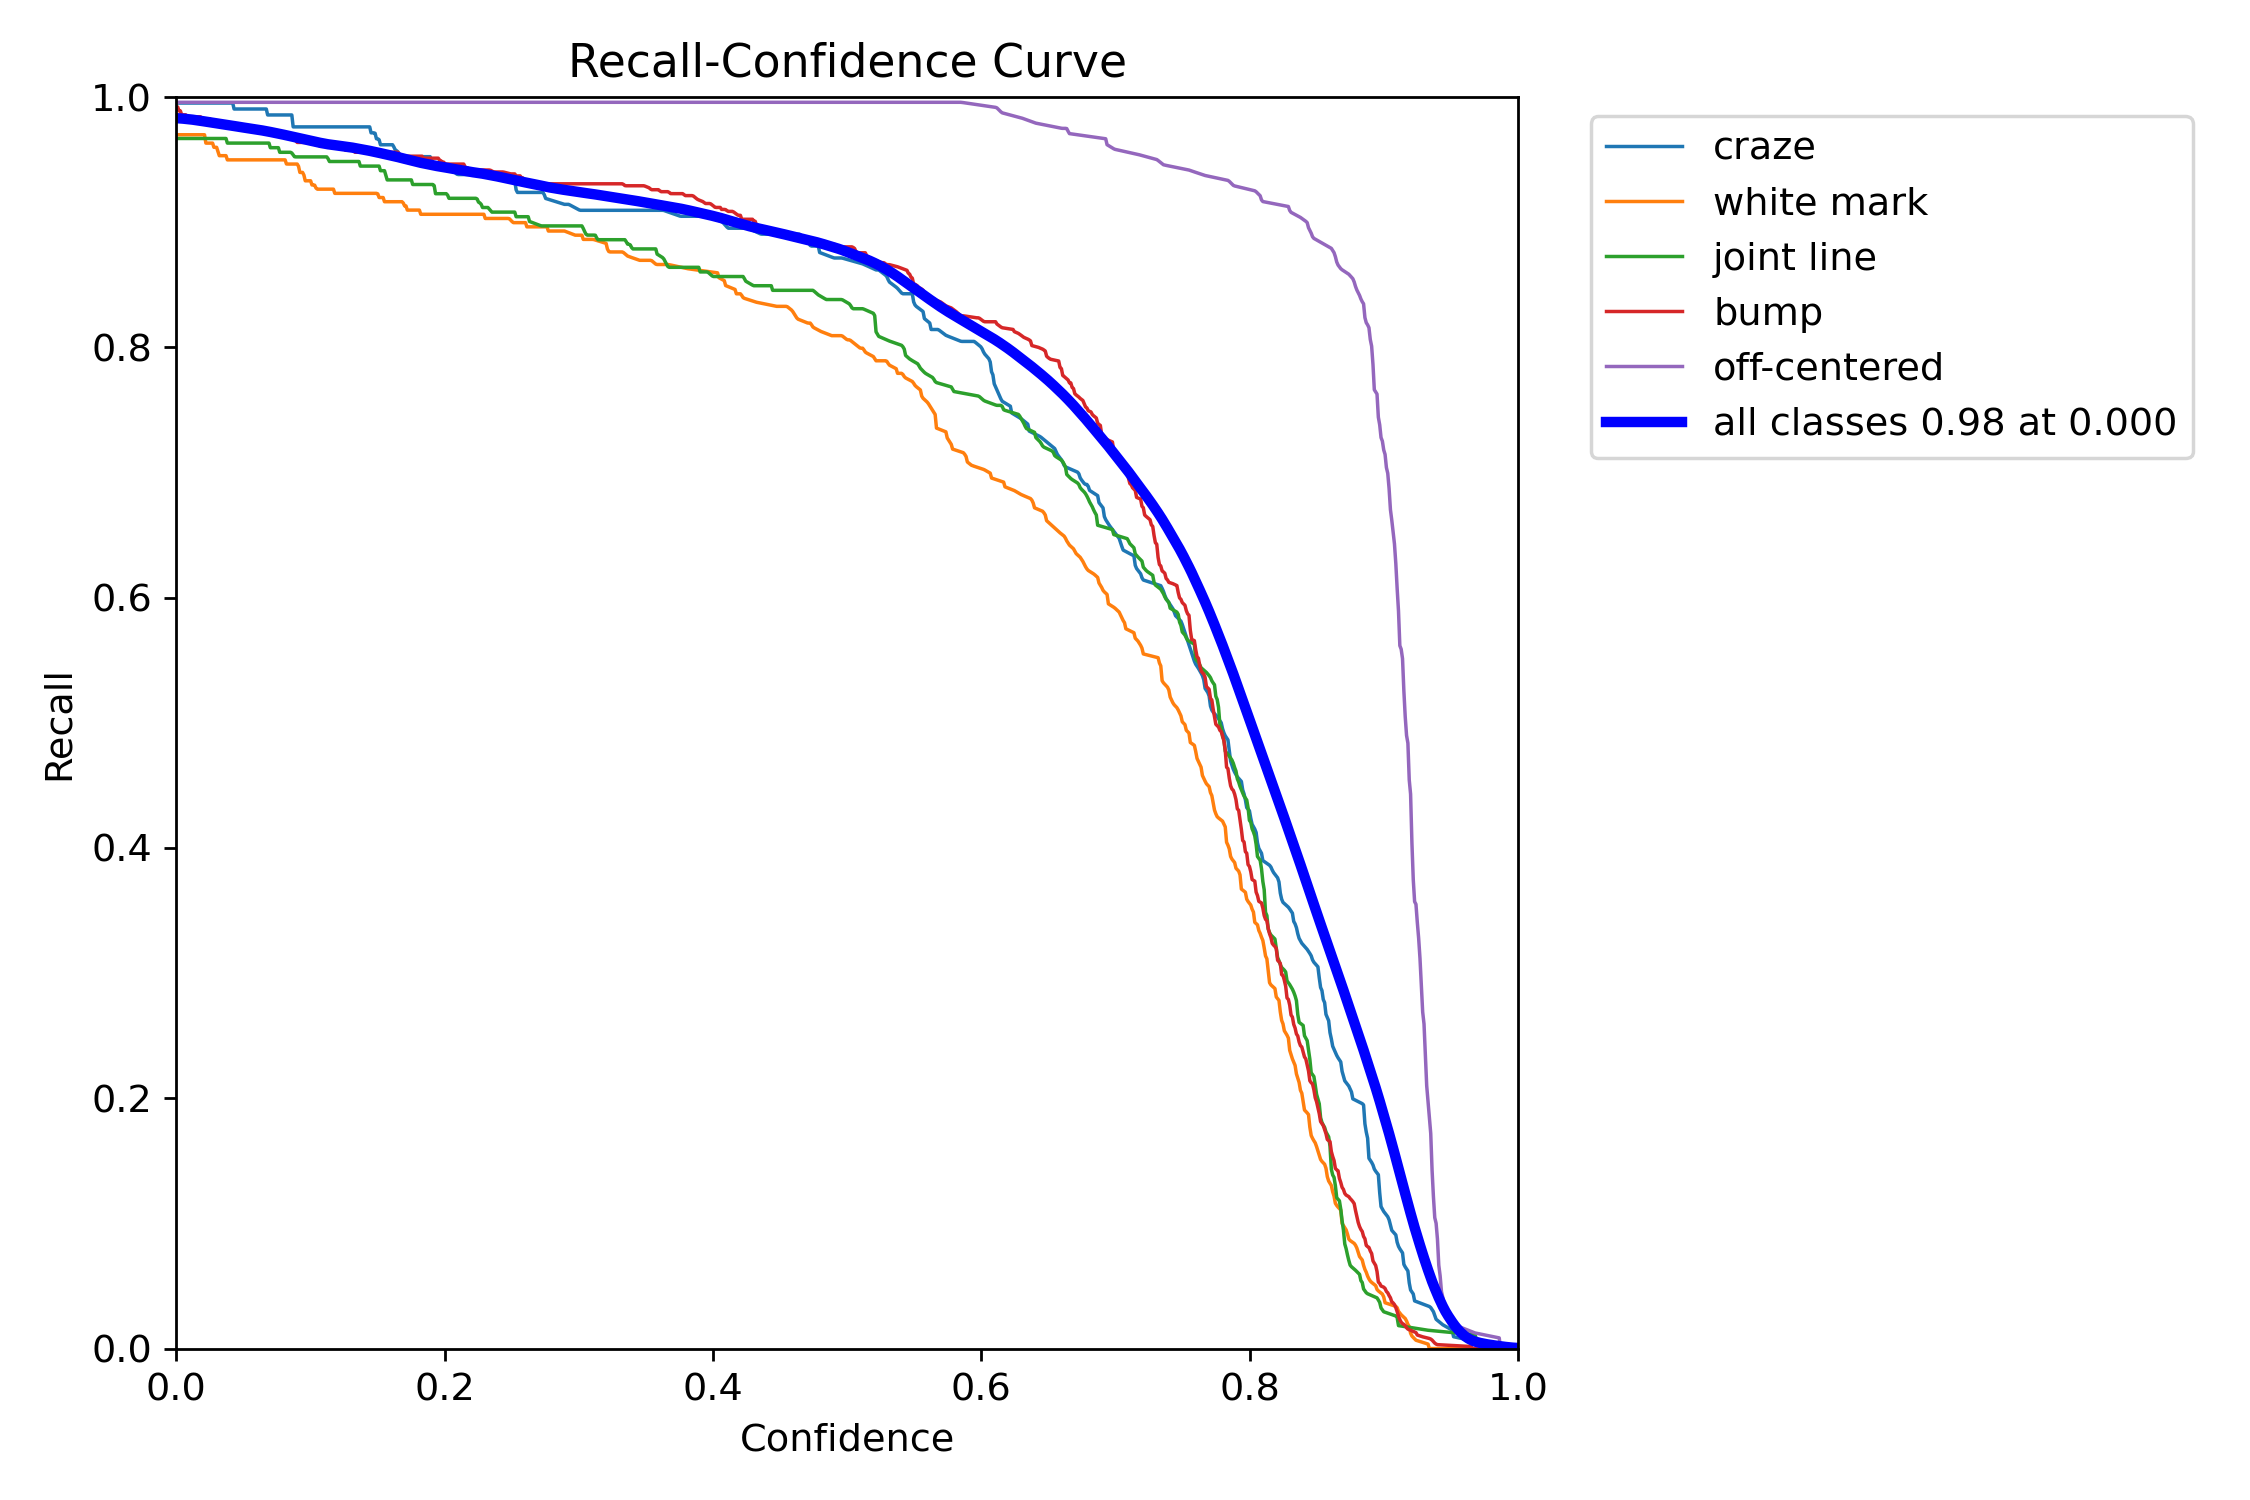 Recall-Confidence Curve
1.0
0.8
0.6
0.4
0.2
0.0
Recall
0.0 0.2 0.4 0.6 0.8 1.0
Confidence
craze
white mark
joint line
bump
off-centered
all classes 0.98 at 0.000